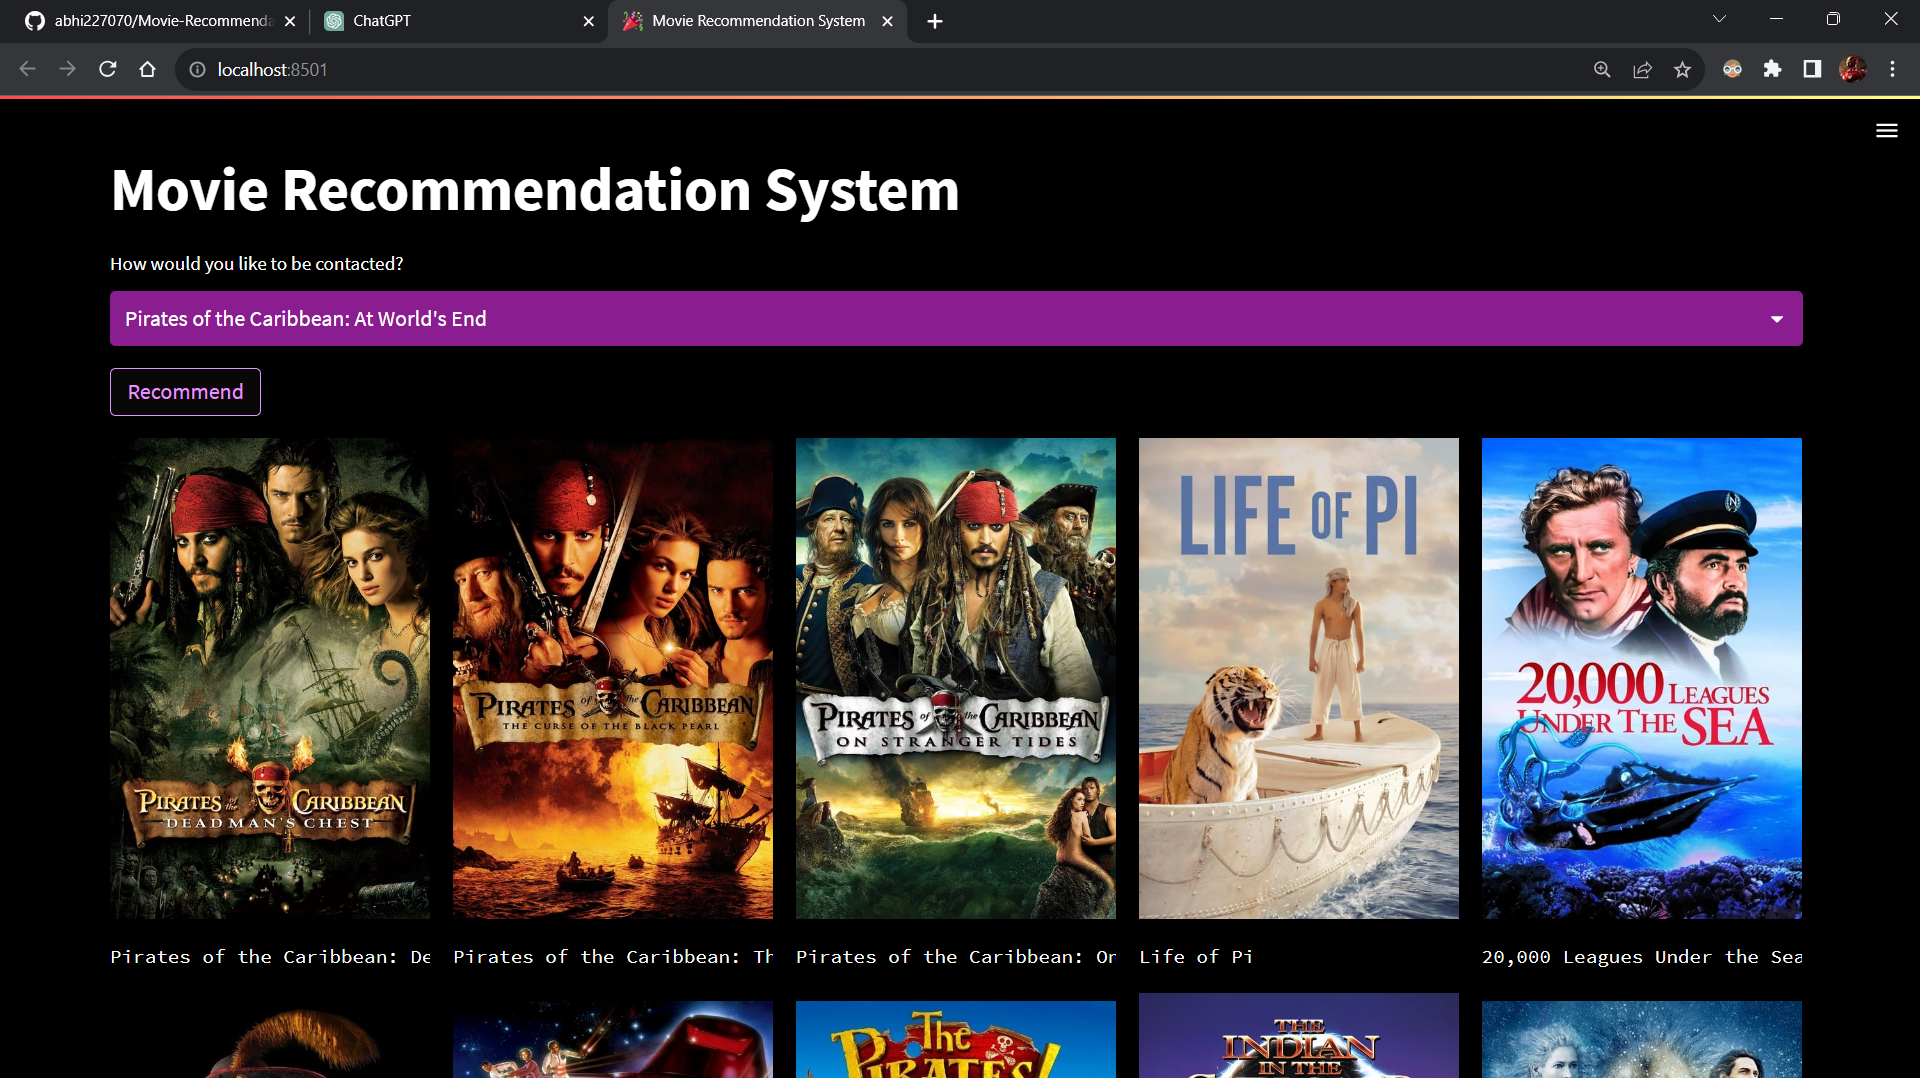 abhi227070/Movie-Recommenda
ChatGPT
Movie Recommendation System
localhost:8501
Movie Recommendation System
How would you like to be contacted?
Pirates of the Caribbean: At World's End
Recommend
PIRATES of the CARIBBEAN
DEAD MAN'S CHEST
PIRATES of the CARIBBEAN
THE CURSE OF THE BLACK PEARL
PIRATES of the CARIBBEAN
ON STRANGER TIDES
LIFE OF PI
N
20,000 LEAGUES
UNDER THE SEA
Pirates of the Caribbean: De
Pirates of the Caribbean: Th
Pirates of the Caribbean: On
Life of Pi
20,000 Leagues Under the Sea
The
PIRATES!
THE
INDIAN
IN THE